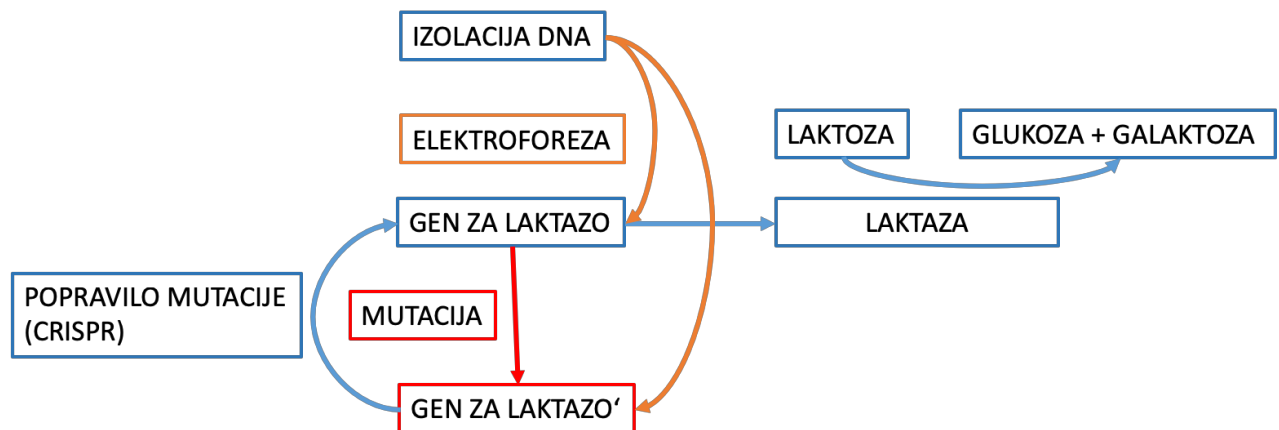 IZOLACIJA DNA
ELEKTROFOREZA
LAKTOZA
GLUKOZA + GALAKTOZA
GEN ZA LAKTAZO
LAKTAZA
POPRAVILO MUTACIJE
(CRISPR)
MUTACIJA
GEN ZA LAKTAZO‘